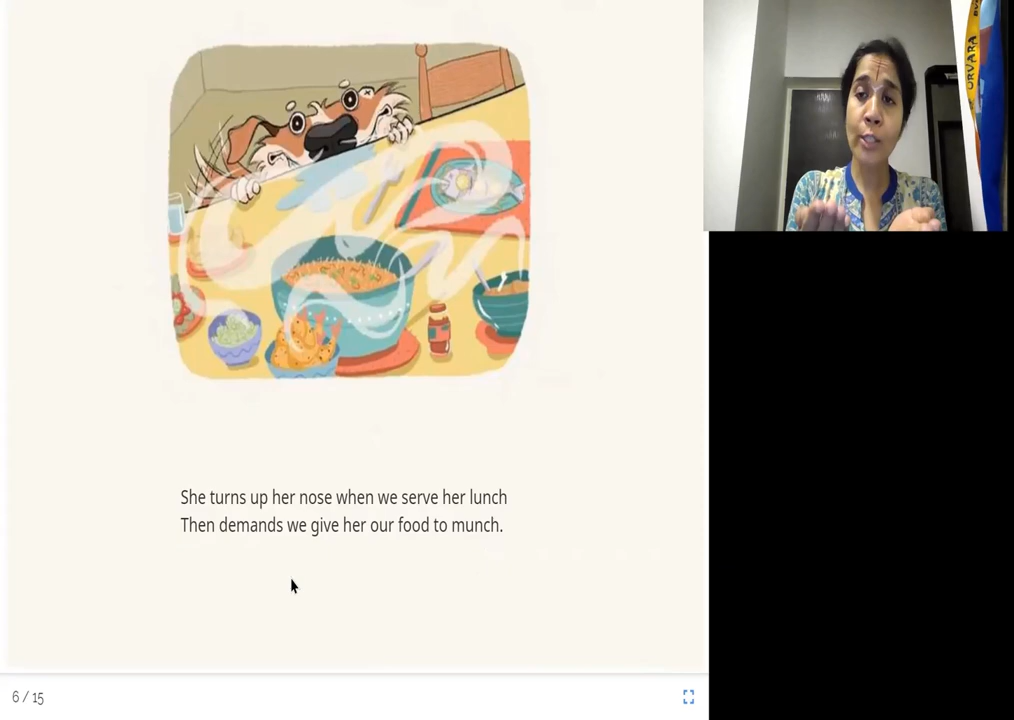 She turns up her nose when we serve her lunch
Then demands we give her our food to munch.
6 / 15
URVARA